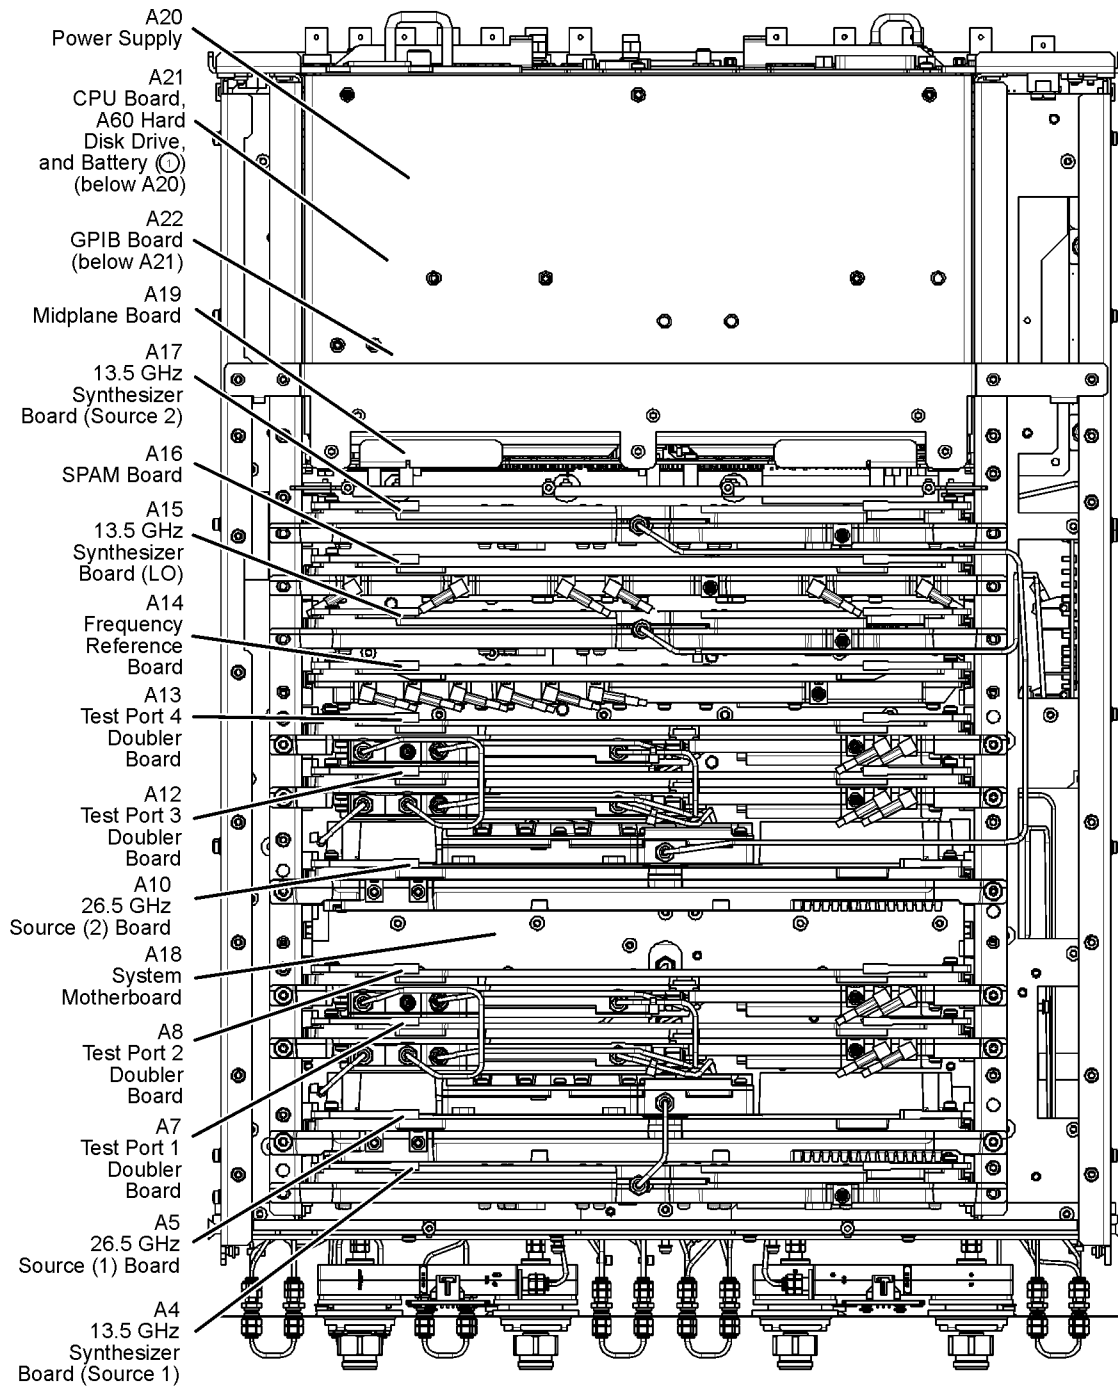 A20
Power Supply
A21
CPU Board,
A60 Hard
Disk Drive,
and Battery (①)
(below A20)
A22
GPIB Board
(below A21)
A19
Midplane Board
A17
13.5 GHz
Synthesizer
Board (Source 2)
A16
SPAM Board
A15
13.5 GHz
Synthesizer
Board (LO)
A14
Frequency
Reference
Board
A13
Test Port 4
Doubler
Board
A12
Test Port 3
Doubler
Board
A10
26.5 GHz
Source (2) Board
A18
System
Motherboard
A8
Test Port 2
Doubler
Board
A7
Test Port 1
Doubler
Board
A5
26.5 GHz
Source (1) Board
A4
13.5 GHz
Synthesizer
Board (Source 1)